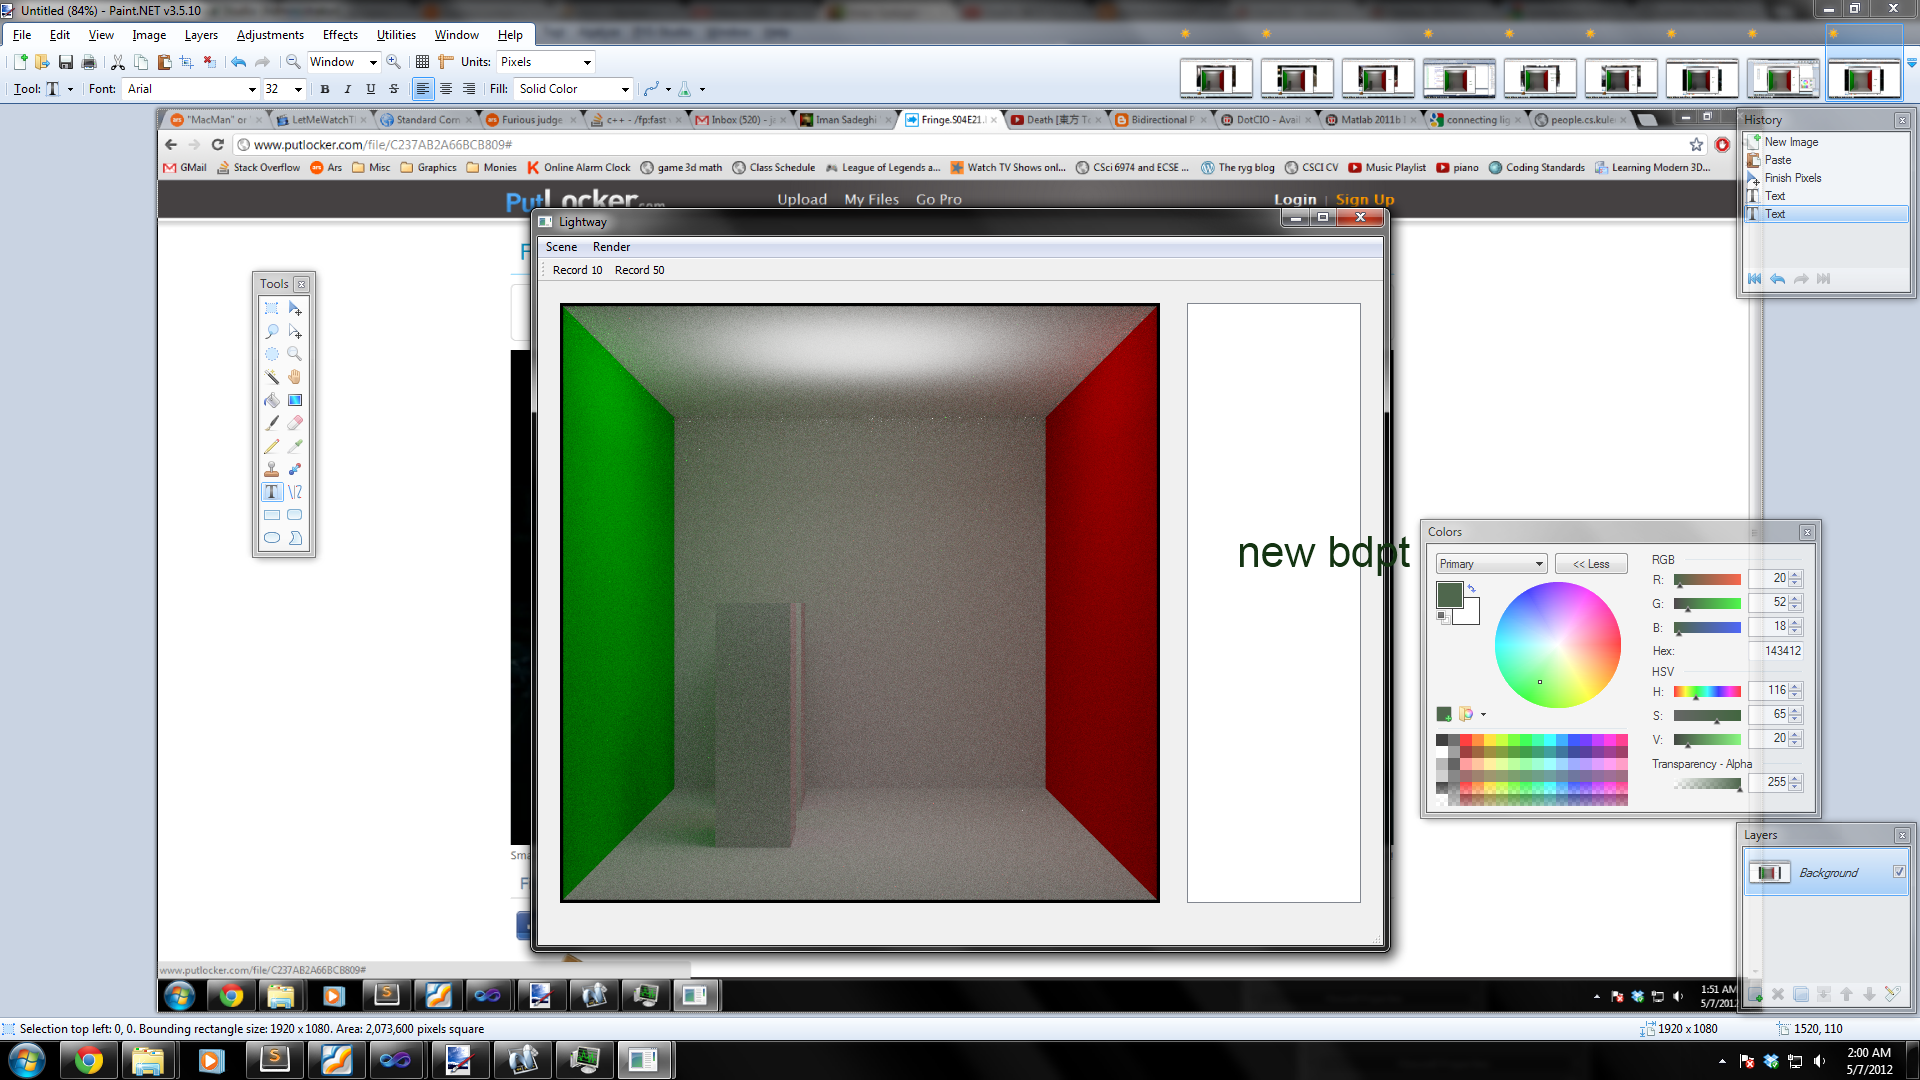 Untitled (84%) - Paint.NET v3.5.10
File Edit View Image Layers Adjustments Effects Utilities Window Help
Window Units: Pixels
Tool: Font: Arial 32 B I U S Fill: Solid Color
"MacMan" or LetMeWatchT Standard Com Furious judge c++ - /fp:fast Inbox (520) - j Iman Sadeghi Fringe.S04E21. Death [東方 T Bidirectional P DotCIO - Avail Matlab 2011b connecting lig people.cs.kule
www.putlocker.com/file/C237AB2A66BCB809#
GMail Stack Overflow Ars Misc Graphics Monies Online Alarm Clock game 3d math Class Schedule League of Legends a... Watch TV Shows onl... CSci 6974 and ECSE ... The ryg blog CSCI CV Music Playlist piano Coding Standards Learning Modern 3D...
PutLocker.com Upload My Files Go Pro Login | Sign Up
Lightway
Scene Render
Record 10 Record 50
Tools
new bdpt
History
New Image
Paste
Finish Pixels
Text
Text
Colors
Primary << Less
RGB
R: 20
G: 52
B: 18
Hex: 143412
HSV
H: 116
S: 65
V: 20
Transparency - Alpha
255
Layers
Background
Sma
www.putlocker.com/file/C237AB2A66BCB809#
1:51 AM
5/7/2012
Selection top left: 0, 0. Bounding rectangle size: 1920 x 1080. Area: 2,073,600 pixels square
1920 x 1080
1520, 110
2:00 AM
5/7/2012